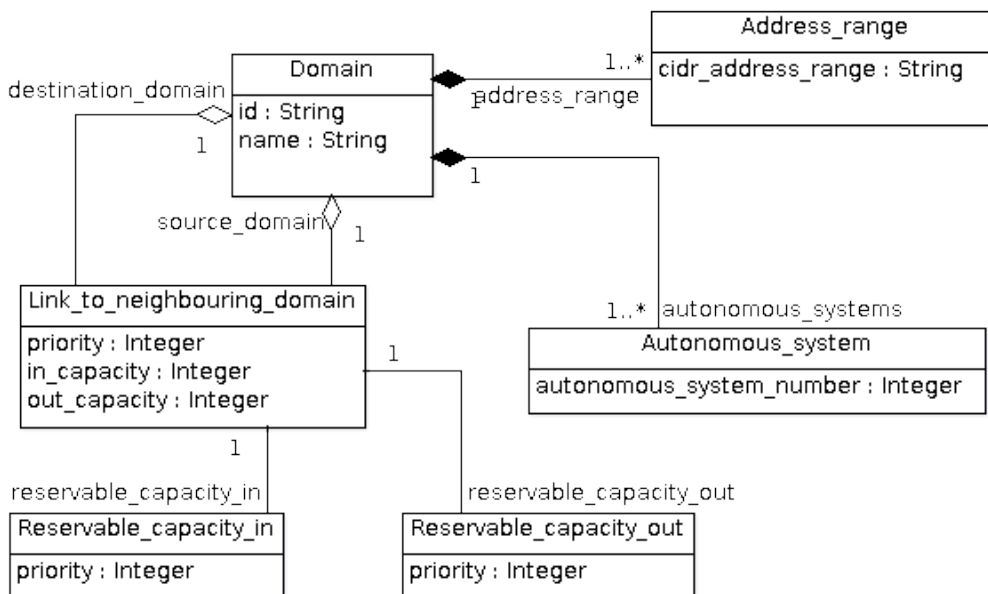 Address_range
cidr_address_range : String
1..*
address_range
1
Domain
id : String
name : String
destination_domain
1
1
source_domain
1
Link_to_neighbouring_domain
priority : Integer
in_capacity : Integer
out_capacity : Integer
1..*
autonomous_systems
Autonomous_system
autonomous_system_number : Integer
1
1
reservable_capacity_in
reservable_capacity_out
Reservable_capacity_in
priority : Integer
Reservable_capacity_out
priority : Integer